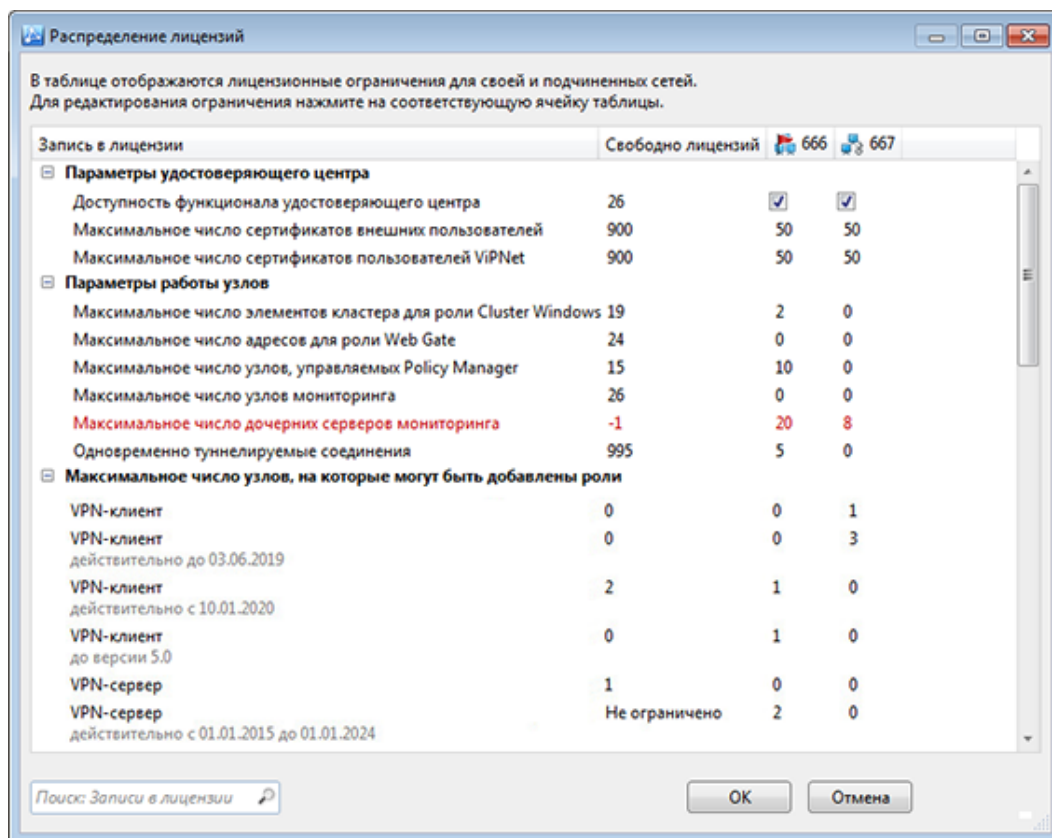 Распределение лицензий
В таблице отображаются лицензионные ограничения для своей и подчиненных сетей.
Для редактирования ограничения нажмите на соответствующую ячейку таблицы.
Запись в лицензии Свободно лицензий 666 667
Параметры удостоверяющего центра
Доступность функционала удостоверяющего центра 26
Максимальное число сертификатов внешних пользователей 900 50 50
Максимальное число сертификатов пользователей ViPNet 900 50 50
Параметры работы узлов
Максимальное число элементов кластера для роли Cluster Windows 19 2 0
Максимальное число адресов для роли Web Gate 24 0 0
Максимальное число узлов, управляемых Policy Manager 15 10 0
Максимальное число узлов мониторинга 26 0 0
Максимальное число дочерних серверов мониторинга -1 20 8
Одновременно туннелируемые соединения 995 5 0
Максимальное число узлов, на которые могут быть добавлены роли
VPN-клиент 0 0 1
VPN-клиент 0 0 3
действительно до 03.06.2019
VPN-клиент 2 1 0
действительно с 10.01.2020
VPN-клиент 0 1 0
до версии 5.0
VPN-сервер 1 0 0
VPN-сервер Не ограничено 2 0
действительно с 01.01.2015 до 01.01.2024
Поиск: Записи в лицензии
OK Отмена